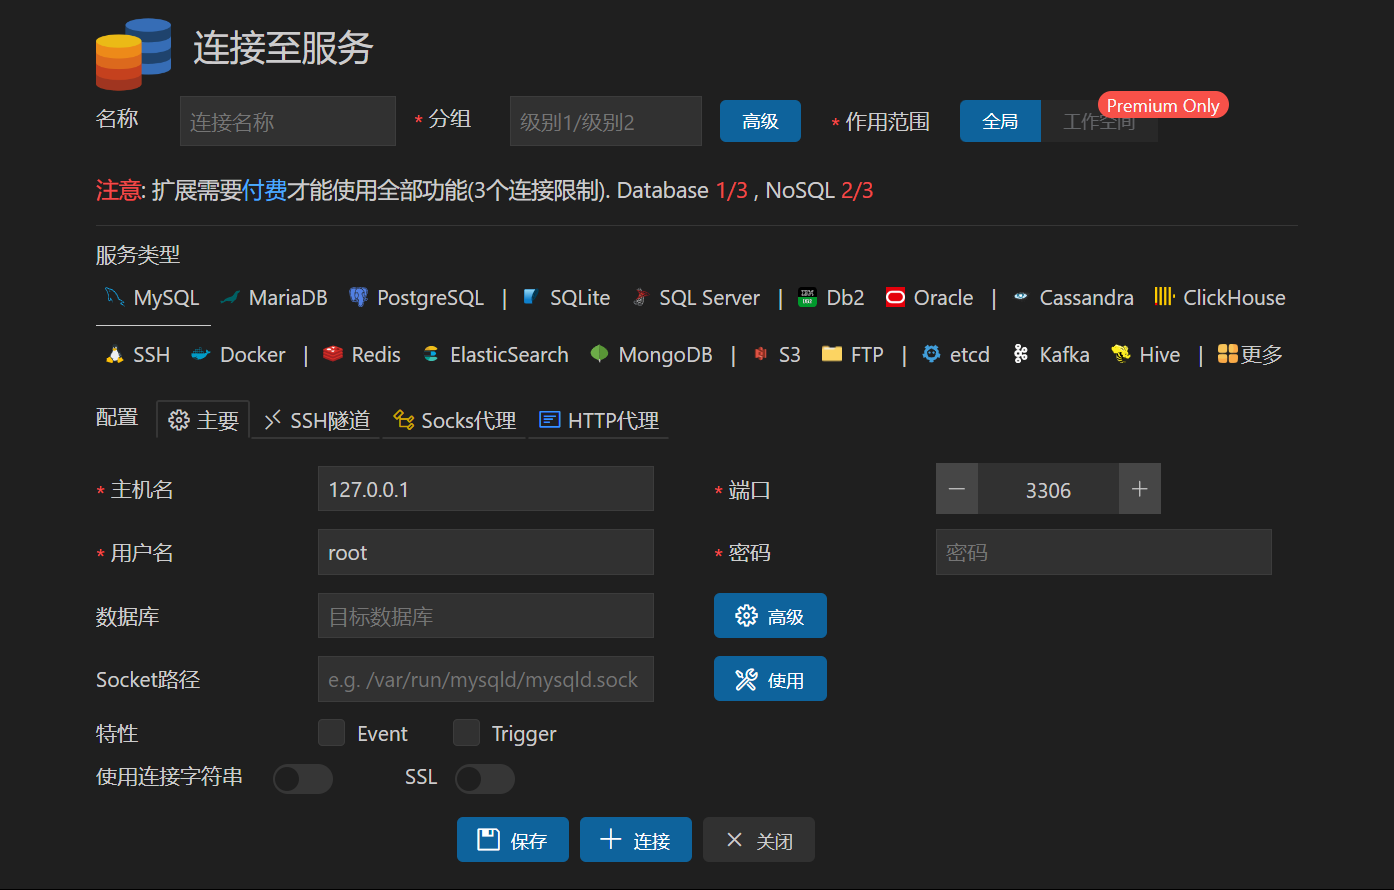 连接至服务
Premium Only
名称 连接名称 * 分组 级别1/级别2 高级 * 作用范围 全局 工作空间
注意: 扩展需要付费才能使用全部功能(3个连接限制). Database 1/3 , NoSQL 2/3
服务类型
MySQL MariaDB PostgreSQL | SQLite SQL Server | Db2 Oracle | Cassandra ClickHouse
SSH Docker | Redis ElasticSearch MongoDB | S3 FTP | etcd Kafka Hive | 更多
配置 主要 SSH隧道 Socks代理 HTTP代理
* 主机名 127.0.0.1 * 端口 3306
* 用户名 root * 密码 密码
数据库 目标数据库 高级
Socket路径 e.g. /var/run/mysqld/mysqld.sock 使用
特性 Event Trigger
使用连接字符串 SSL
保存 连接 关闭